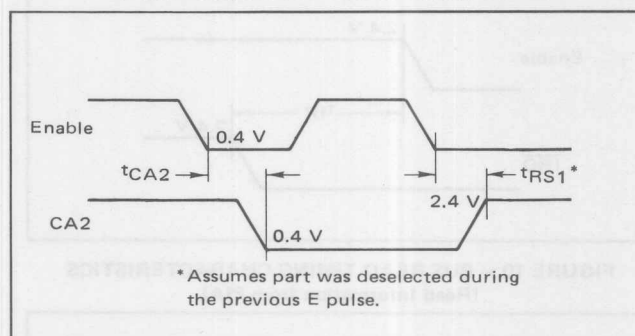 Enable
0.4 V
tCA2
tRS1*
2.4 V
CA2
0.4 V
* Assumes part was deselected during
the previous E pulse.